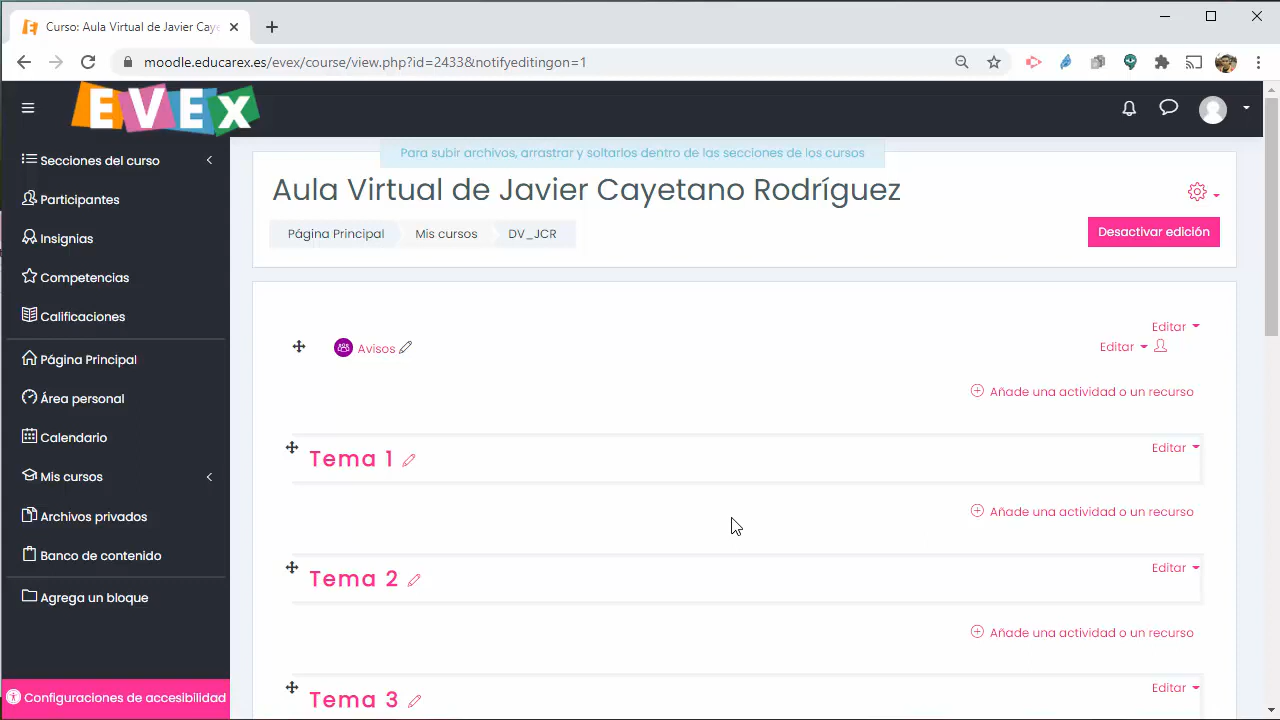 Curso: Aula Virtual de Javier Caye
moodle.educarex.es/evex/course/view.php?id=2433&notifyeditingon=1
EVEX
Secciones del curso
Participantes
Insignias
Competencias
Calificaciones
Página Principal
Área personal
Calendario
Mis cursos
Archivos privados
Banco de contenido
Agrega un bloque
Configuraciones de accesibilidad
Para subir archivos, arrastrar y soltarlos dentro de las secciones de los cursos
Aula Virtual de Javier Cayetano Rodríguez
Página Principal Mis cursos DV_JCR
Desactivar edición
Editar
Avisos Editar
Añade una actividad o un recurso
Tema 1 Editar
Añade una actividad o un recurso
Tema 2 Editar
Añade una actividad o un recurso
Tema 3 Editar